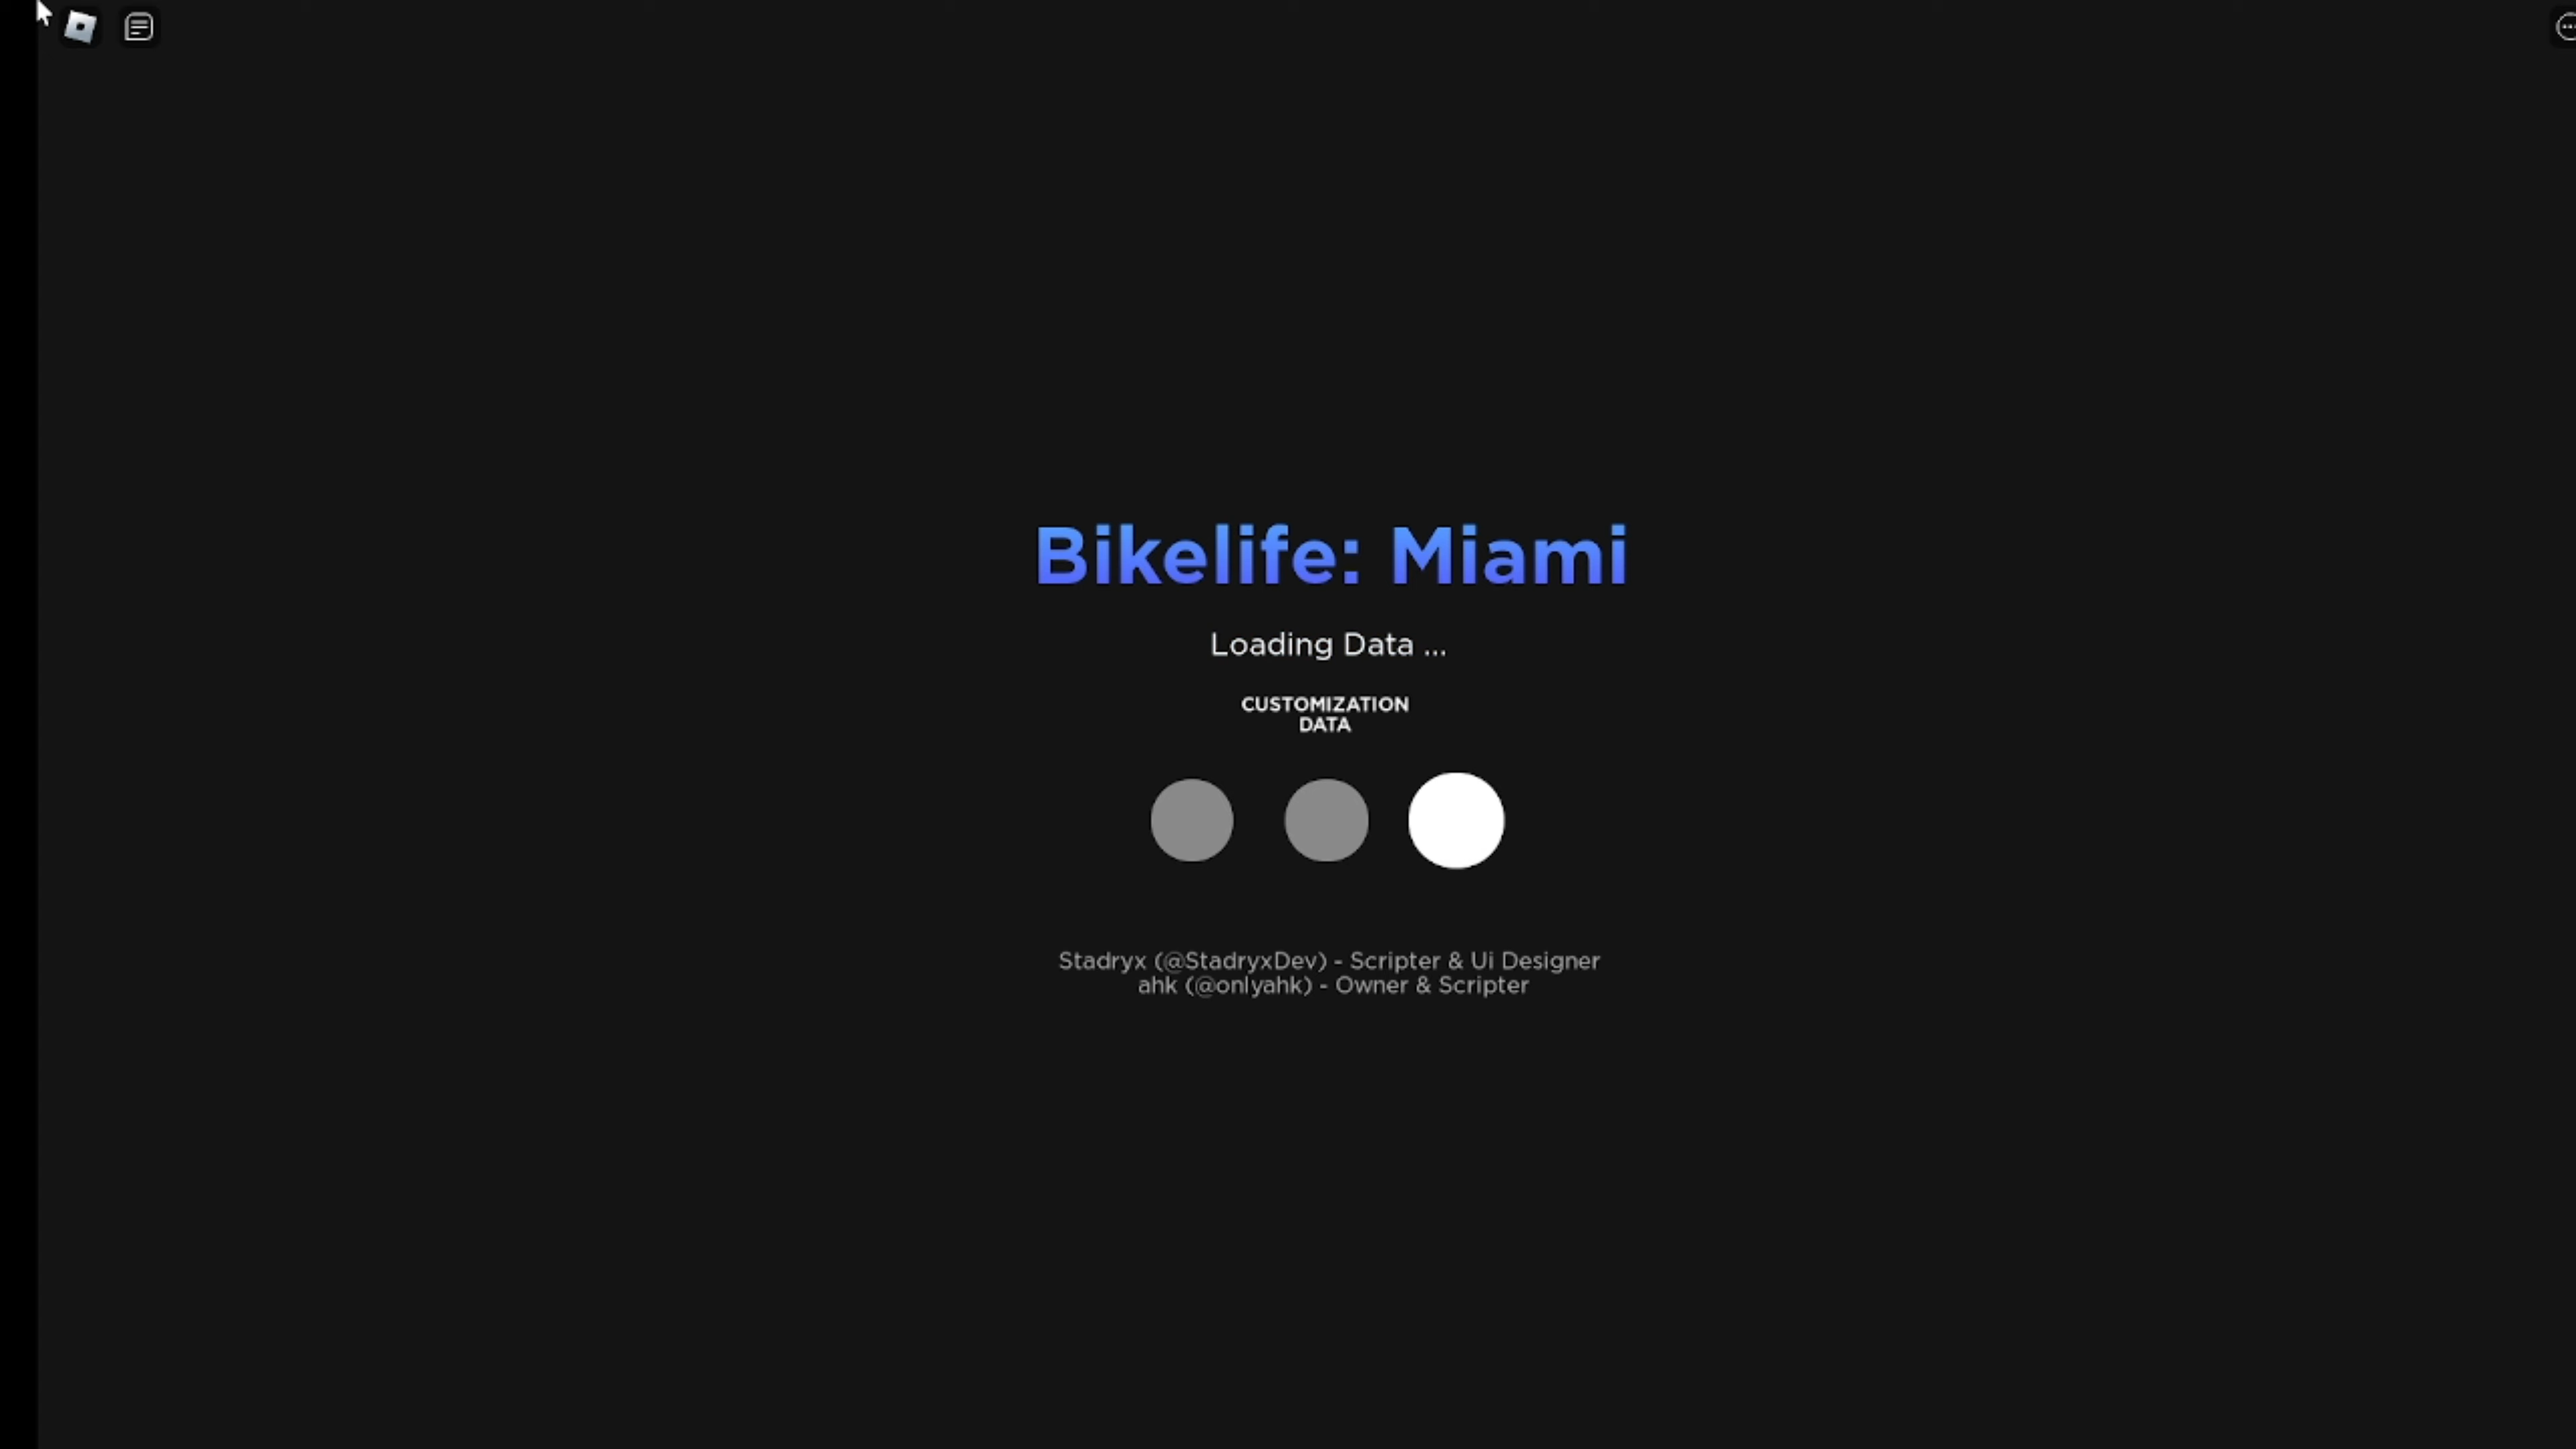 Bikelife: Miami
Loading Data ...
CUSTOMIZATION
DATA
Stadryx (@StadryxDev) - Scripter & Ui Designer
ahk (@onlyahk) - Owner & Scripter